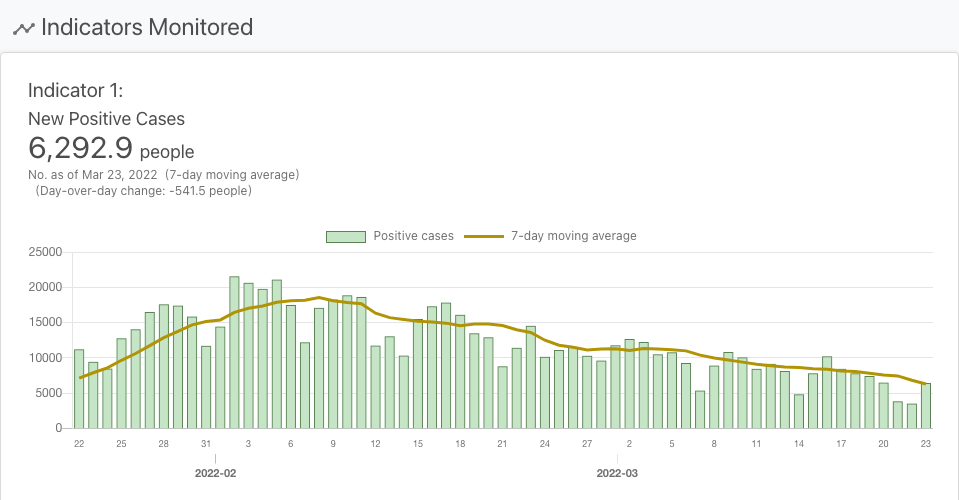 Indicators Monitored
Indicator 1:
New Positive Cases
6,292.9 people
No. as of Mar 23, 2022 (7-day moving average)
(Day-over-day change: -541.5 people)
Positive cases 7-day moving average
25000
20000
15000
10000
5000
0
22 25 28 31 3 6 9 12 15 18 21 24 27 2 5 8 11 14 17 20 23
2022-02 2022-03